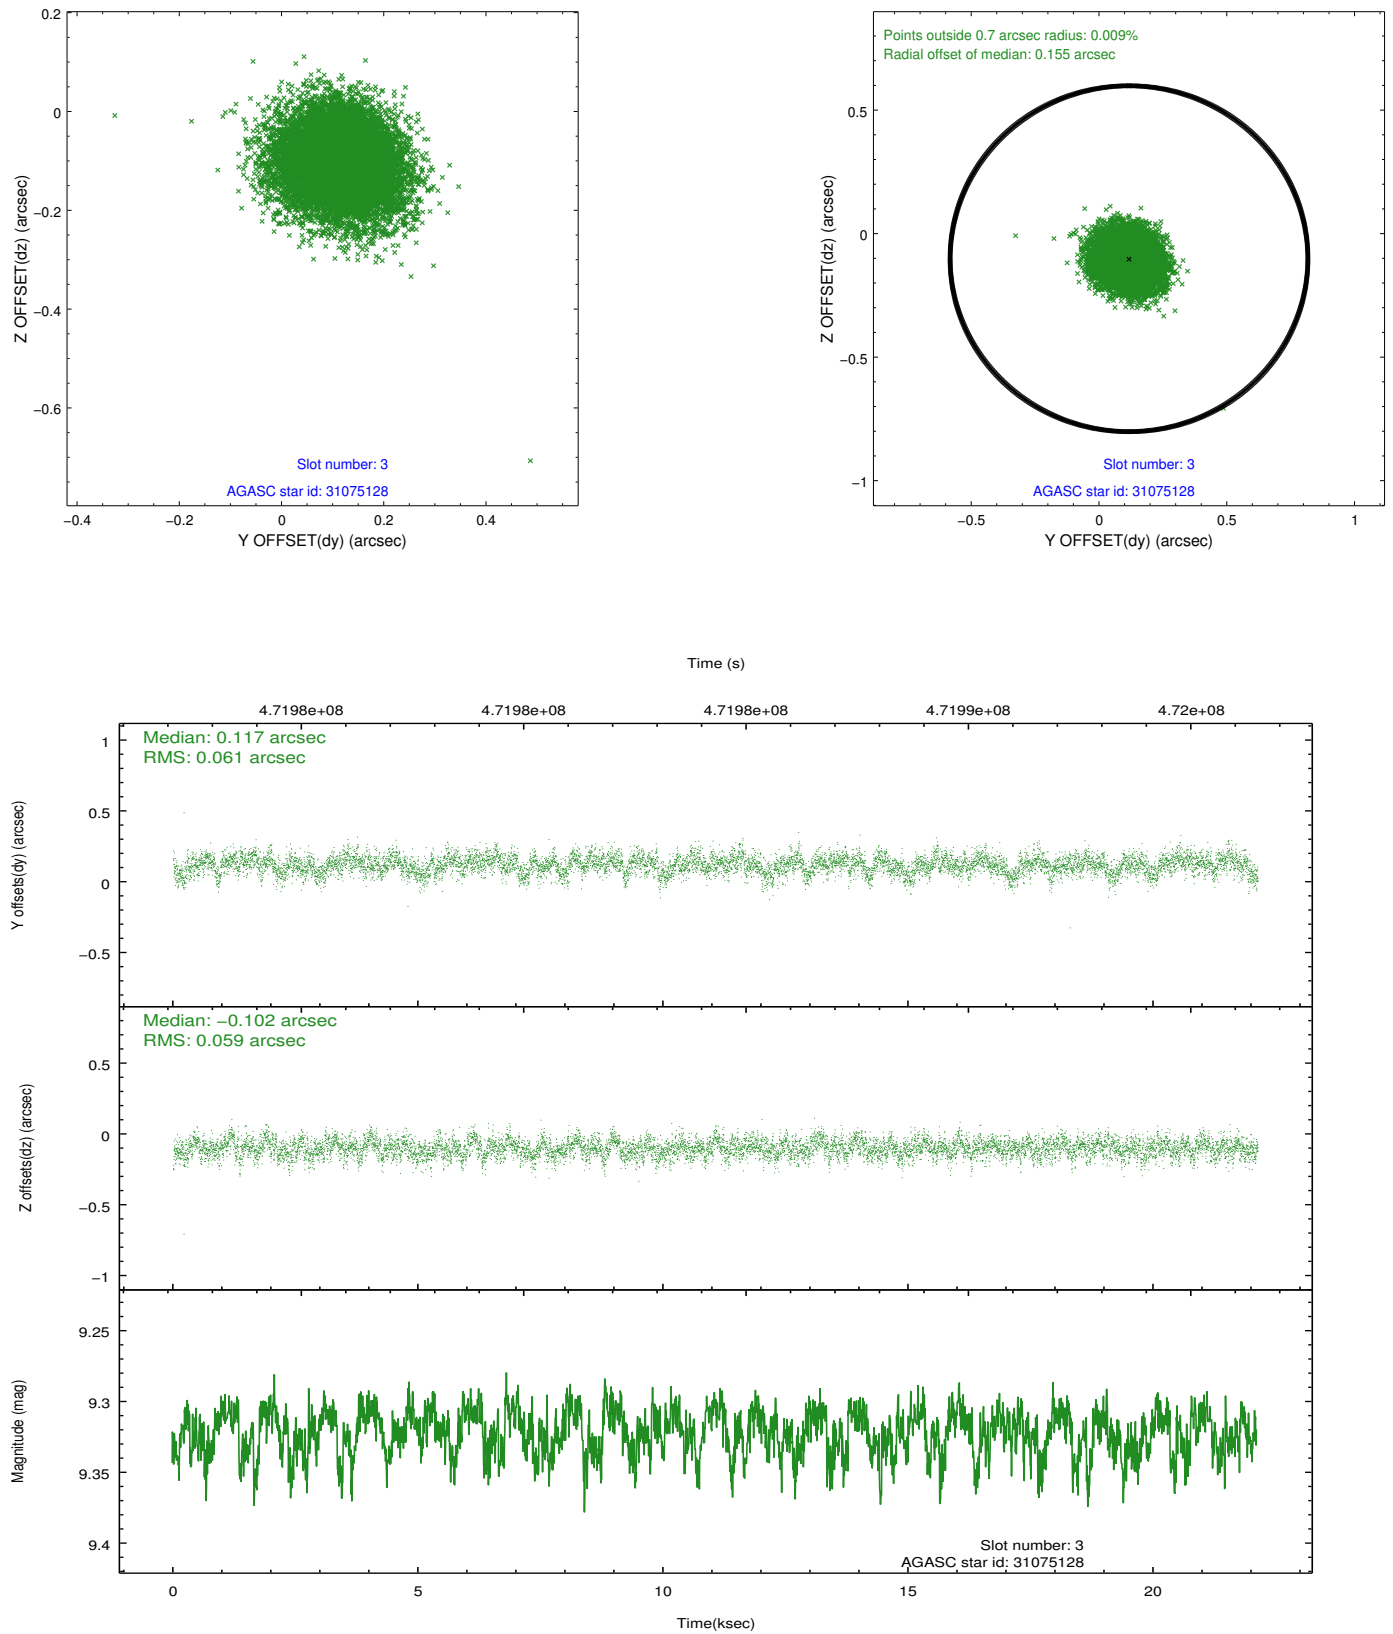 0.2
0
−0.2
−0.4
−0.6
Z OFFSET(dz) (arcsec)
Slot number: 3
AGASC star id: 31075128
−0.4 −0.2 0 0.2 0.4
Y OFFSET(dy) (arcsec)
Points outside 0.7 arcsec radius: 0.009%
Radial offset of median: 0.155 arcsec
0.5
0
−0.5
−1
Z OFFSET(dz) (arcsec)
Slot number: 3
AGASC star id: 31075128
−0.5 0 0.5 1
Y OFFSET(dy) (arcsec)
Time (s)
4.7198e+08 4.7198e+08 4.7198e+08 4.7199e+08 4.72e+08
Median: 0.117 arcsec
RMS: 0.061 arcsec
1
0.5
0
−0.5
Y offsets(dy) (arcsec)
Median: −0.102 arcsec
RMS: 0.059 arcsec
0.5
0
−0.5
−1
Z offsets(dz) (arcsec)
9.25
9.3
9.35
9.4
Magnitude (mag)
Slot number: 3
AGASC star id: 31075128
0 5 10 15 20
Time(ksec)